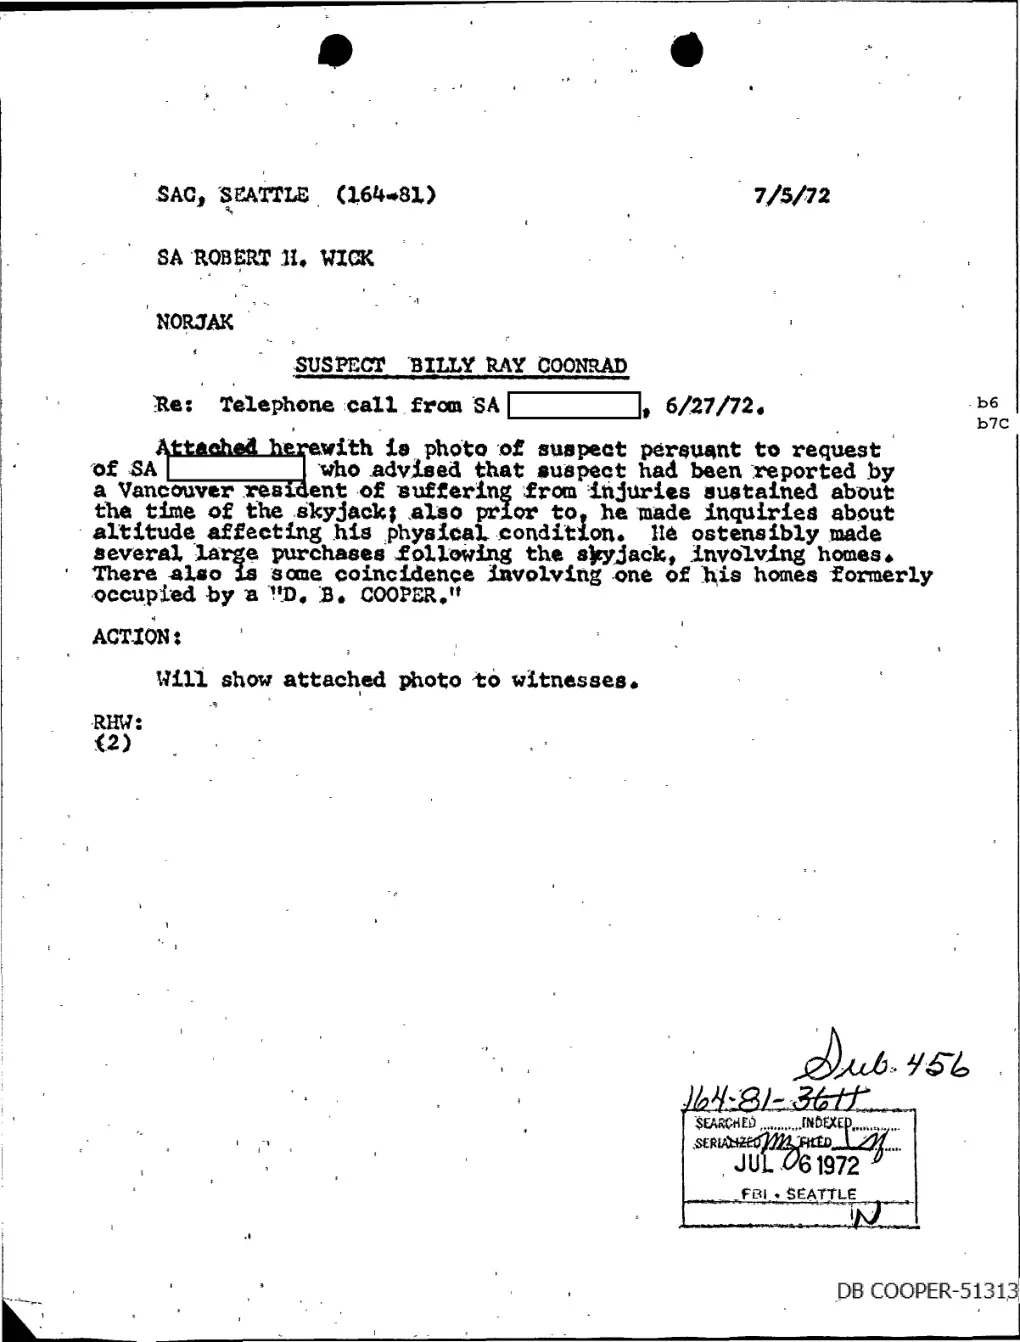 SAC, SEATTLE (164-81) 7/5/72
SA ROBERT H. WICK
NORJAK
SUSPECT BILLY RAY COONRAD
Re: Telephone call from SA , 6/27/72.
b6
b7C
Attached herewith is photo of suspect persuant to request
of SA who advised that suspect had been reported by
a Vancouver resident of suffering from injuries sustained about
the time of the skyjack; also prior to, he made inquiries about
altitude affecting his physical condition. He ostensibly made
several large purchases following the skyjack, involving homes.
There also is some coincidence involving one of his homes formerly
occupied by a "D. B. COOPER."
ACTION:
Will show attached photo to witnesses.
RHW:
(2)
Sub. 456
164-81-
SEARCHED INDEXED
SERIALIZED FILED
JUL 06 1972
FBI - SEATTLE
DB COOPER-51313